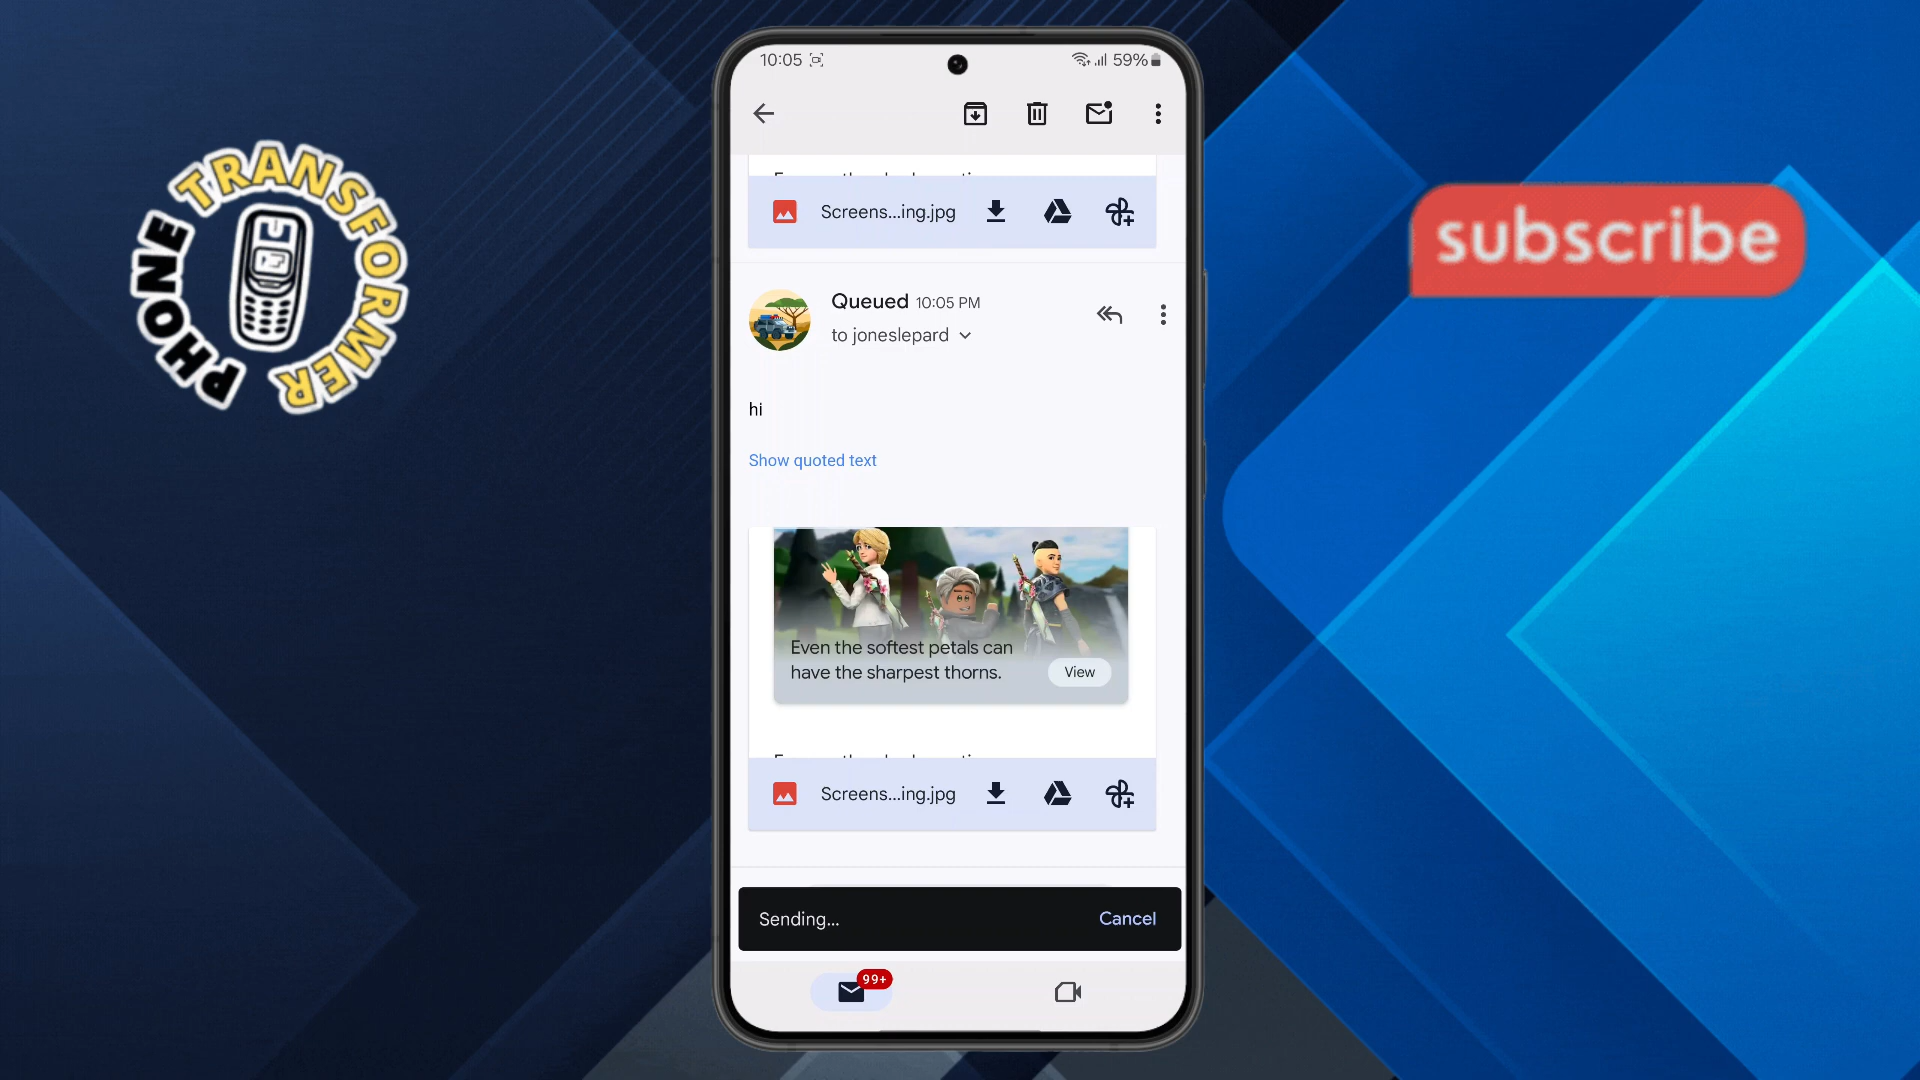 PHONE TRANSFORMER
subscribe
10:05
59%
Screens...ing.jpg
Queued 10:05 PM
to joneslepard
hi
Show quoted text
Even the softest petals can
have the sharpest thorns.
View
Screens...ing.jpg
Sending...
Cancel
99+